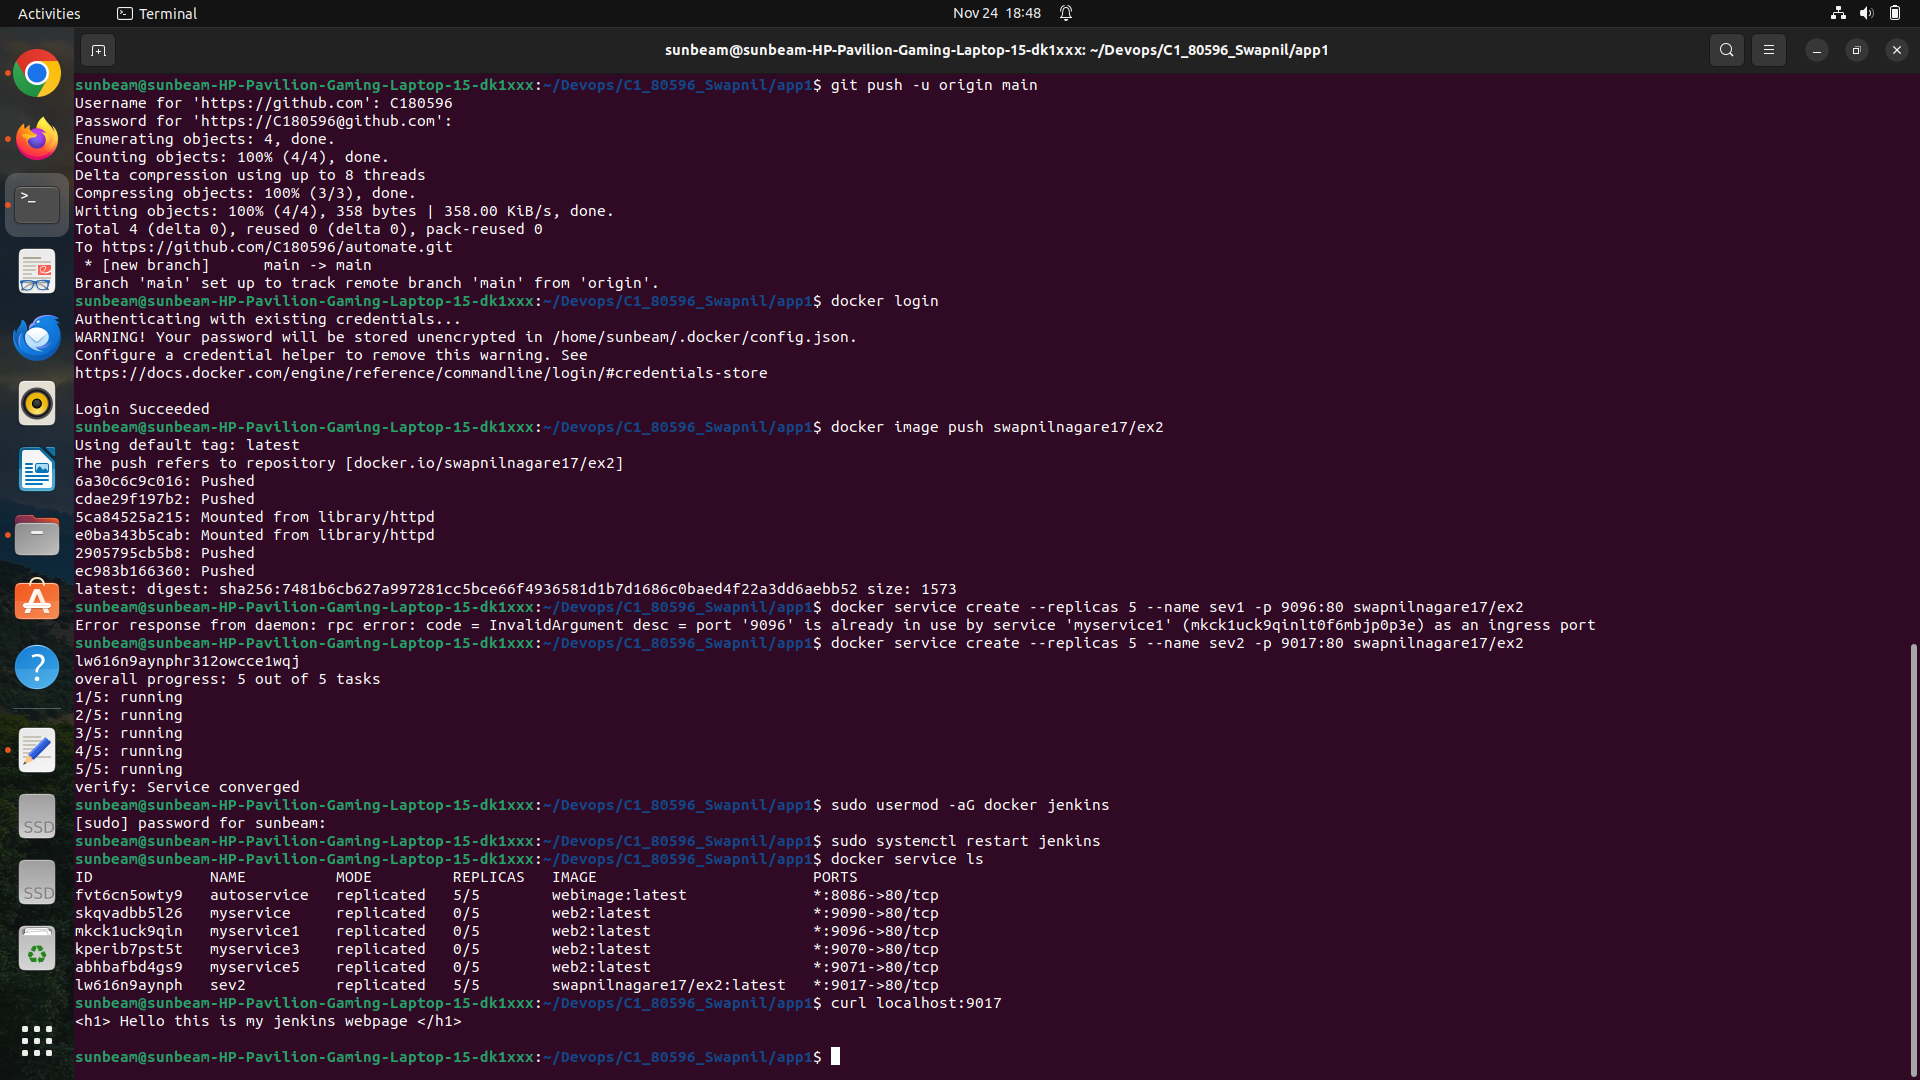 Activities
Terminal
Nov 24 18:48
sunbeam@sunbeam-HP-Pavilion-Gaming-Laptop-15-dk1xxx: ~/Devops/C1_80596_Swapnil/app1
sunbeam@sunbeam-HP-Pavilion-Gaming-Laptop-15-dk1xxx:~/Devops/C1_80596_Swapnil/app1$ git push -u origin main
Username for 'https://github.com': C180596
Password for 'https://C180596@github.com':
Enumerating objects: 4, done.
Counting objects: 100% (4/4), done.
Delta compression using up to 8 threads
Compressing objects: 100% (3/3), done.
Writing objects: 100% (4/4), 358 bytes | 358.00 KiB/s, done.
Total 4 (delta 0), reused 0 (delta 0), pack-reused 0
To https://github.com/C180596/automate.git
 * [new branch]      main -> main
Branch 'main' set up to track remote branch 'main' from 'origin'.
sunbeam@sunbeam-HP-Pavilion-Gaming-Laptop-15-dk1xxx:~/Devops/C1_80596_Swapnil/app1$ docker login
Authenticating with existing credentials...
WARNING! Your password will be stored unencrypted in /home/sunbeam/.docker/config.json.
Configure a credential helper to remove this warning. See
https://docs.docker.com/engine/reference/commandline/login/#credentials-store
Login Succeeded
sunbeam@sunbeam-HP-Pavilion-Gaming-Laptop-15-dk1xxx:~/Devops/C1_80596_Swapnil/app1$ docker image push swapnilnagare17/ex2
Using default tag: latest
The push refers to repository [docker.io/swapnilnagare17/ex2]
6a30c6c9c016: Pushed
cdae29f197b2: Pushed
5ca84525a215: Mounted from library/httpd
e0ba343b5cab: Mounted from library/httpd
2905795cb5b8: Pushed
ec983b166360: Pushed
latest: digest: sha256:7481b6cb627a997281cc5bce66f4936581d1b7d1686c0baed4f22a3dd6aebb52 size: 1573
sunbeam@sunbeam-HP-Pavilion-Gaming-Laptop-15-dk1xxx:~/Devops/C1_80596_Swapnil/app1$ docker service create --replicas 5 --name sev1 -p 9096:80 swapnilnagare17/ex2
Error response from daemon: rpc error: code = InvalidArgument desc = port '9096' is already in use by service 'myservice1' (mkck1uck9qinlt0f6mbjp0p3e) as an ingress port
sunbeam@sunbeam-HP-Pavilion-Gaming-Laptop-15-dk1xxx:~/Devops/C1_80596_Swapnil/app1$ docker service create --replicas 5 --name sev2 -p 9017:80 swapnilnagare17/ex2
lw616n9aynphr312owcce1wqj
overall progress: 5 out of 5 tasks
1/5: running
2/5: running
3/5: running
4/5: running
5/5: running
verify: Service converged
sunbeam@sunbeam-HP-Pavilion-Gaming-Laptop-15-dk1xxx:~/Devops/C1_80596_Swapnil/app1$ sudo usermod -aG docker jenkins
[sudo] password for sunbeam:
sunbeam@sunbeam-HP-Pavilion-Gaming-Laptop-15-dk1xxx:~/Devops/C1_80596_Swapnil/app1$ sudo systemctl restart jenkins
sunbeam@sunbeam-HP-Pavilion-Gaming-Laptop-15-dk1xxx:~/Devops/C1_80596_Swapnil/app1$ docker service ls
ID             NAME          MODE         REPLICAS   IMAGE                        PORTS
fvt6cn5owty9   autoservice   replicated   5/5        webimage:latest              *:8086->80/tcp
skqvadbb5l26   myservice     replicated   0/5        web2:latest                  *:9090->80/tcp
mkck1uck9qin   myservice1    replicated   0/5        web2:latest                  *:9096->80/tcp
kperib7pst5t   myservice3    replicated   0/5        web2:latest                  *:9070->80/tcp
abhbafbd4gs9   myservice5    replicated   0/5        web2:latest                  *:9071->80/tcp
lw616n9aynph   sev2          replicated   5/5        swapnilnagare17/ex2:latest   *:9017->80/tcp
sunbeam@sunbeam-HP-Pavilion-Gaming-Laptop-15-dk1xxx:~/Devops/C1_80596_Swapnil/app1$ curl localhost:9017
<h1> Hello this is my jenkins webpage </h1>
sunbeam@sunbeam-HP-Pavilion-Gaming-Laptop-15-dk1xxx:~/Devops/C1_80596_Swapnil/app1$
>_
?
SSD
SSD